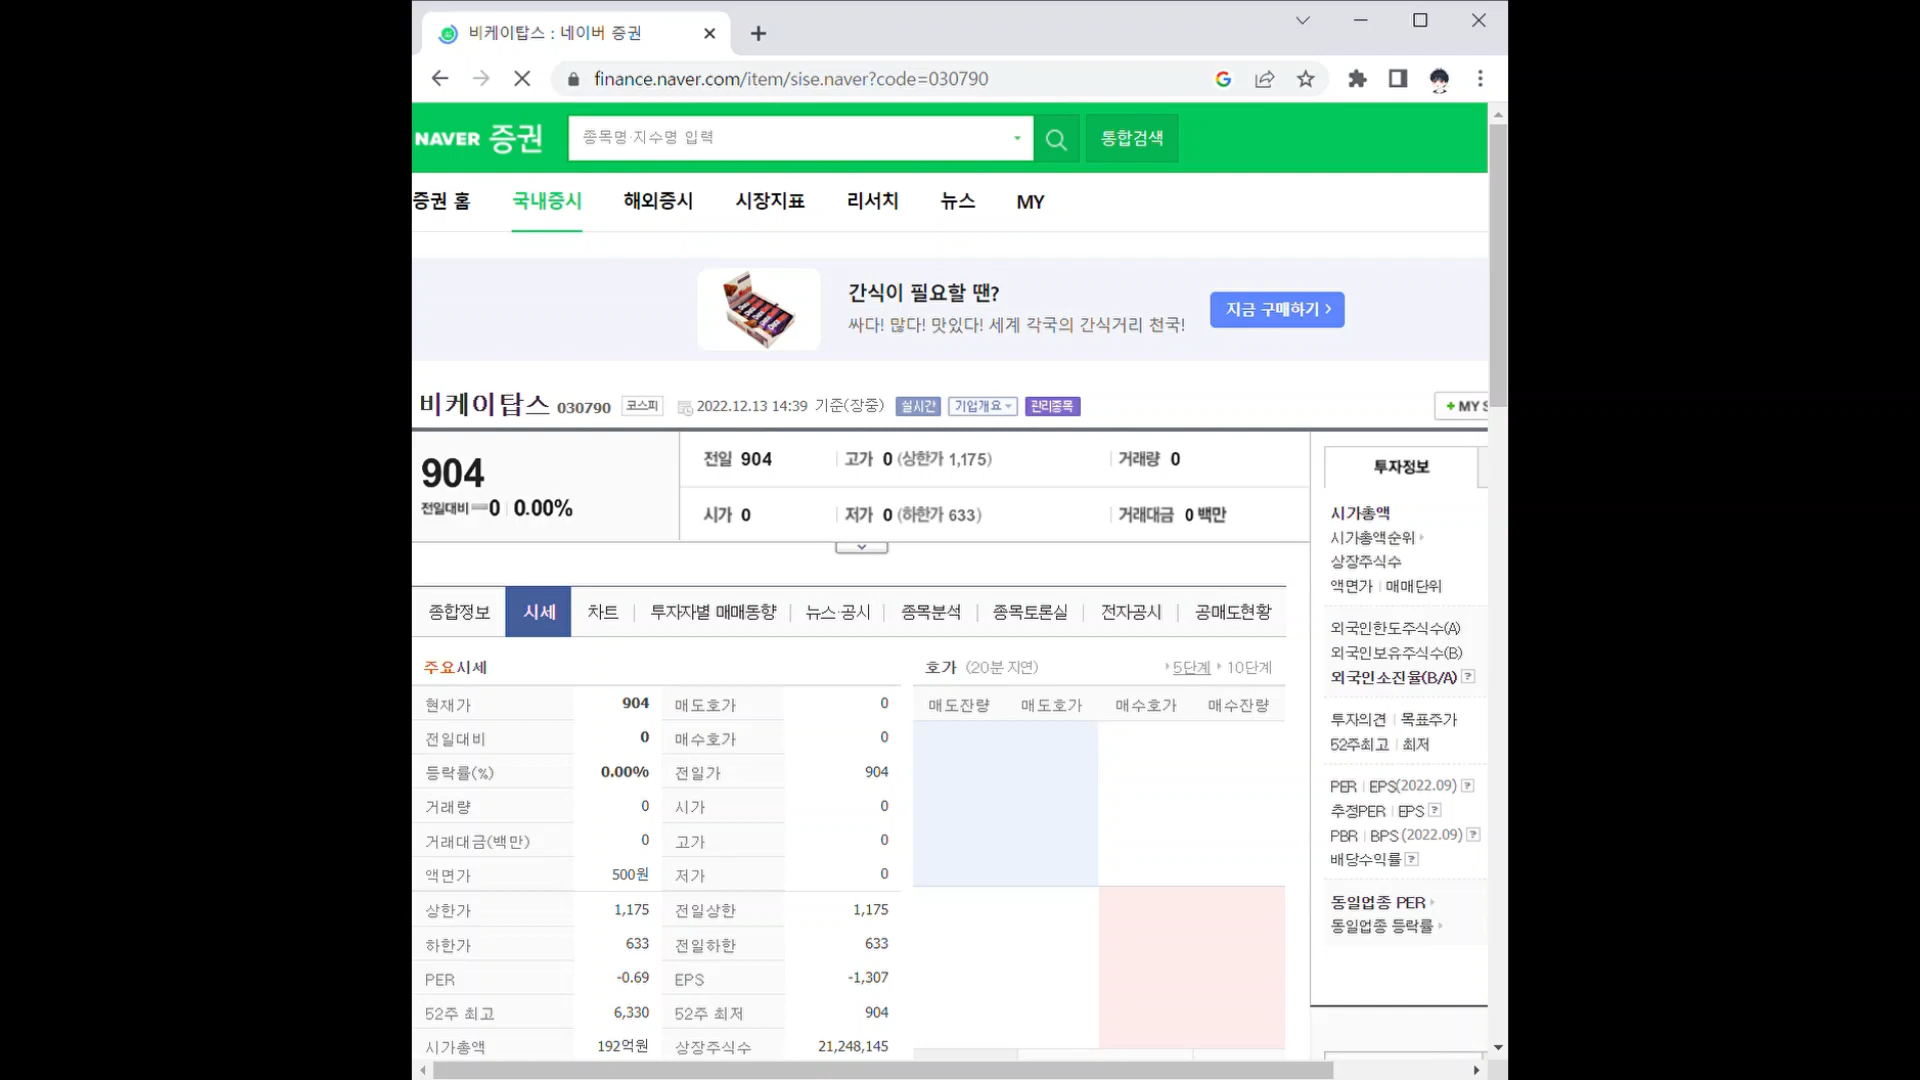 비케이탑스 : 네이버 증권
finance.naver.com/item/sise.naver?code=030790
NAVER 증권
종목명·지수명 입력
통합검색
증권 홈 국내증시 해외증시 시장지표 리서치 뉴스 MY
간식이 필요할 땐?
싸다! 많다! 맛있다! 세계 각국의 간식거리 천국!
지금 구매하기
비케이탑스 030790 코스피 2022.12.13 14:39 기준(장중) 실시간 기업개요 관리종목
+ MY S
904
전일대비 0 0.00%
전일 904 고가 0 (상한가 1,175) 거래량 0
시가 0 저가 0 (하한가 633) 거래대금 0 백만
종합정보 시세 차트 투자자별 매매동향 뉴스·공시 종목분석 종목토론실 전자공시 공매도현황
주요시세
현재가 904 매도호가 0
전일대비 0 매수호가 0
등락률(%) 0.00% 전일가 904
거래량 0 시가 0
거래대금(백만) 0 고가 0
액면가 500원 저가 0
상한가 1,175 전일상한 1,175
하한가 633 전일하한 633
PER -0.69 EPS -1,307
52주 최고 6,330 52주 최저 904
시가총액 192억원 상장주식수 21,248,145
호가 (20분 지연) 5단계 10단계
매도잔량 매도호가 매수호가 매수잔량
투자정보
시가총액
시가총액순위
상장주식수
액면가 매매단위
외국인한도주식수(A)
외국인보유주식수(B)
외국인소진율(B/A) ?
투자의견 목표주가
52주최고 최저
PER EPS(2022.09) ?
추정PER EPS ?
PBR BPS (2022.09) ?
배당수익률 ?
동일업종 PER
동일업종 등락률